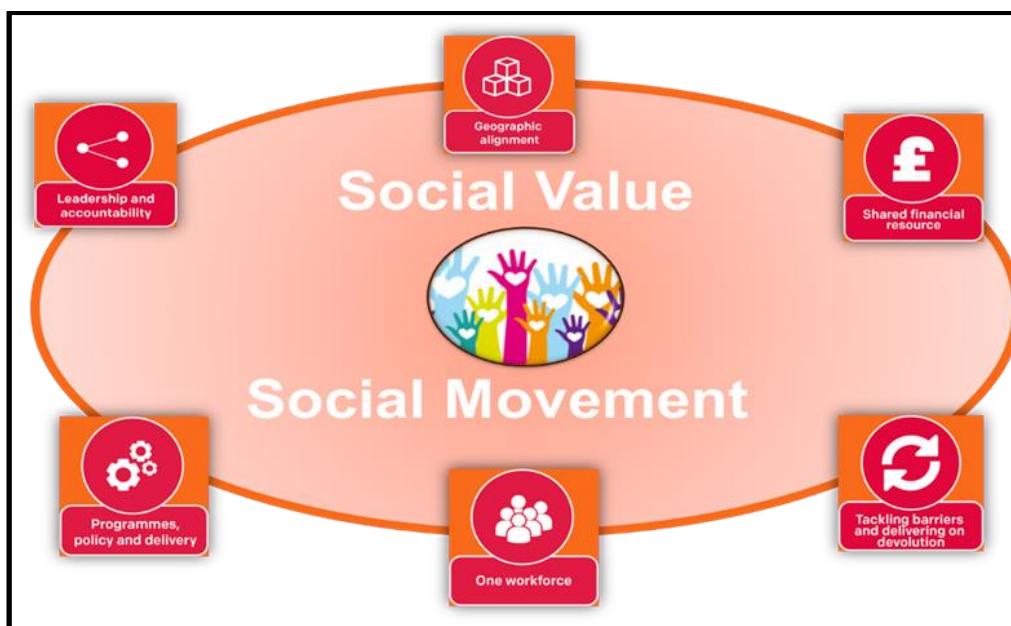 Geographic
alignment
Leadership and
accountability
£
Shared financial
resource
Social Value
Social Movement
Programmes,
policy and delivery
One workforce
Tackling barriers
and delivering on
devolution